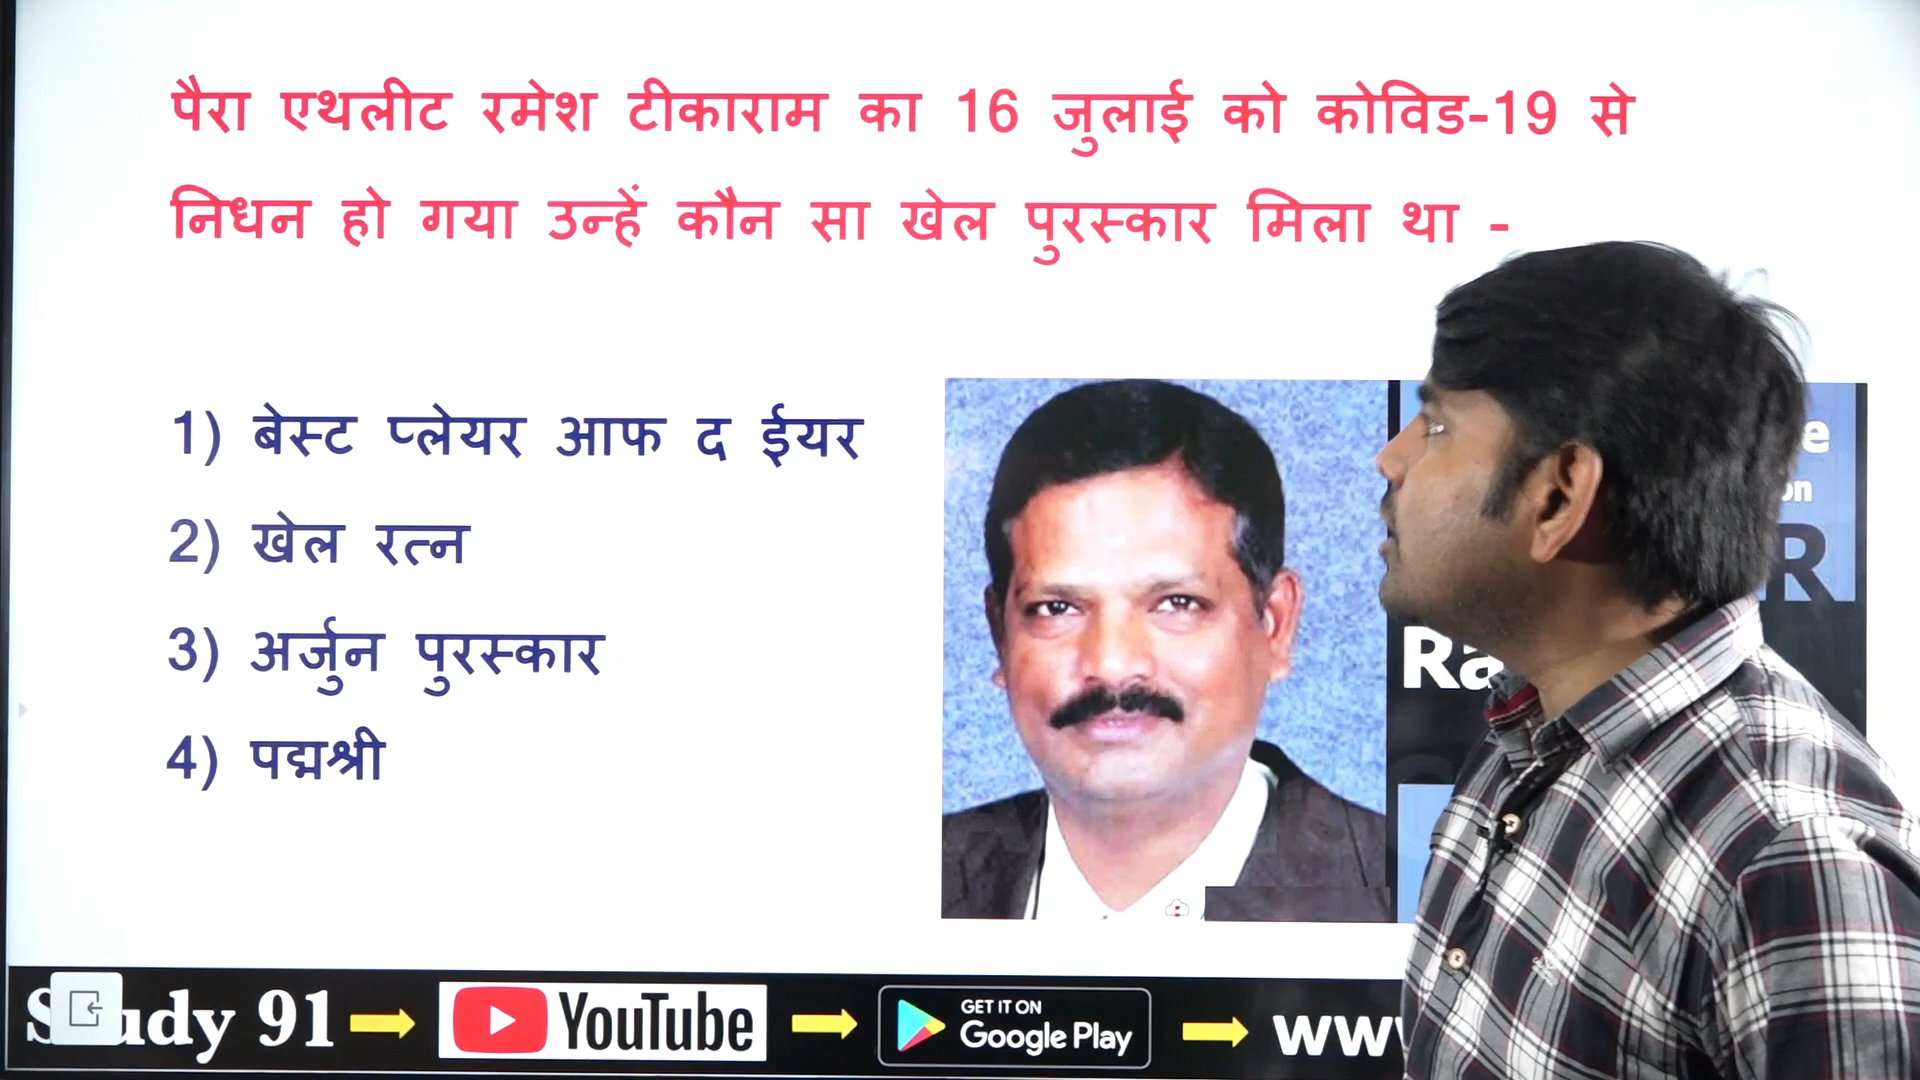 पैरा एथलीट रमेश टीकाराम का 16 जुलाई को कोविड-19 से
निधन हो गया उन्हें कौन सा खेल पुरस्कार मिला था -
1) बेस्ट प्लेयर आफ द ईयर
2) खेल रत्न
3) अर्जुन पुरस्कार
4) पद्मश्री
Study 91
YouTube
GET IT ON
Google Play